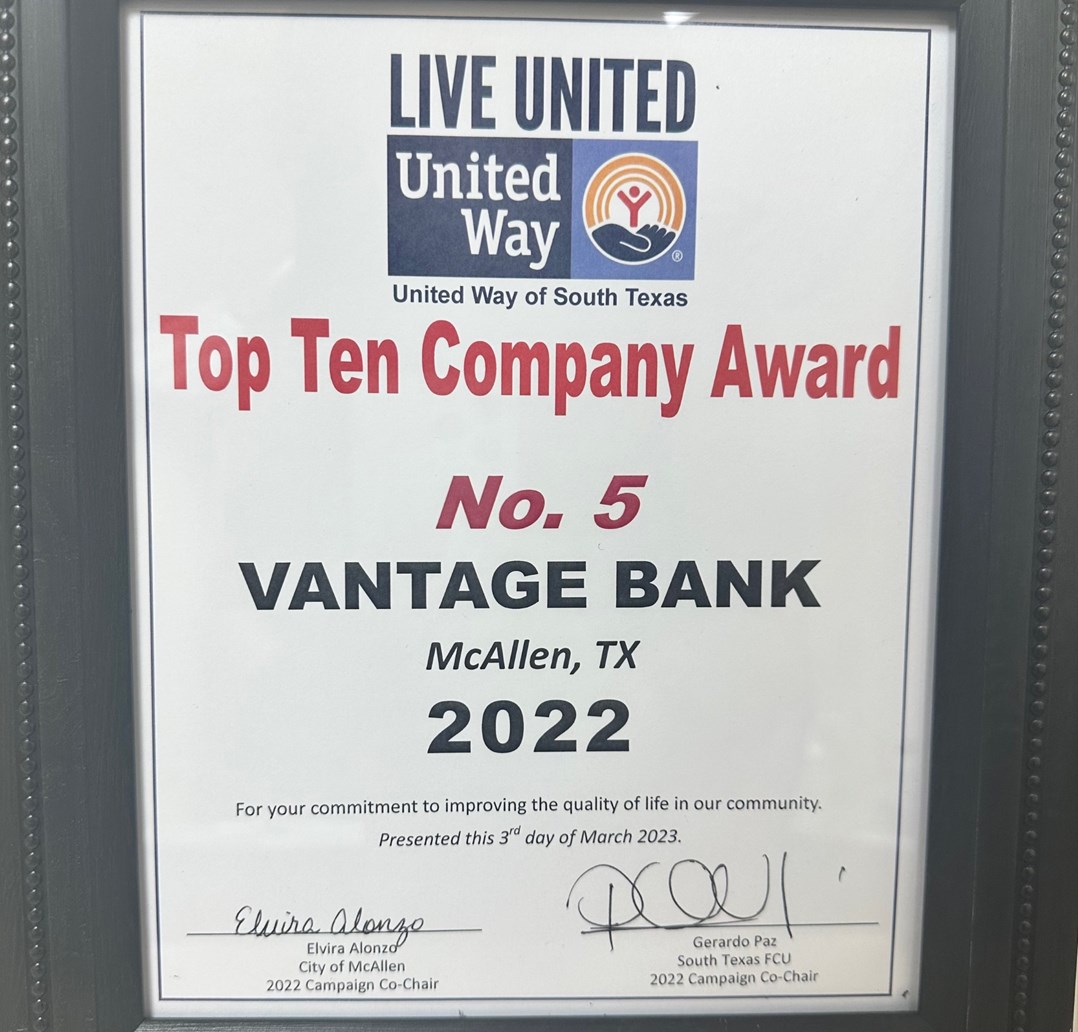 LIVE UNITED
United
Way
®
United Way of South Texas
Top Ten Company Award
No. 5
VANTAGE BANK
McAllen, TX
2022
For your commitment to improving the quality of life in our community.
Presented this 3rd day of March 2023.
Elvira Alonzo
Elvira Alonzo
City of McAllen
2022 Campaign Co-Chair
Gerardo Paz
South Texas FCU
2022 Campaign Co-Chair